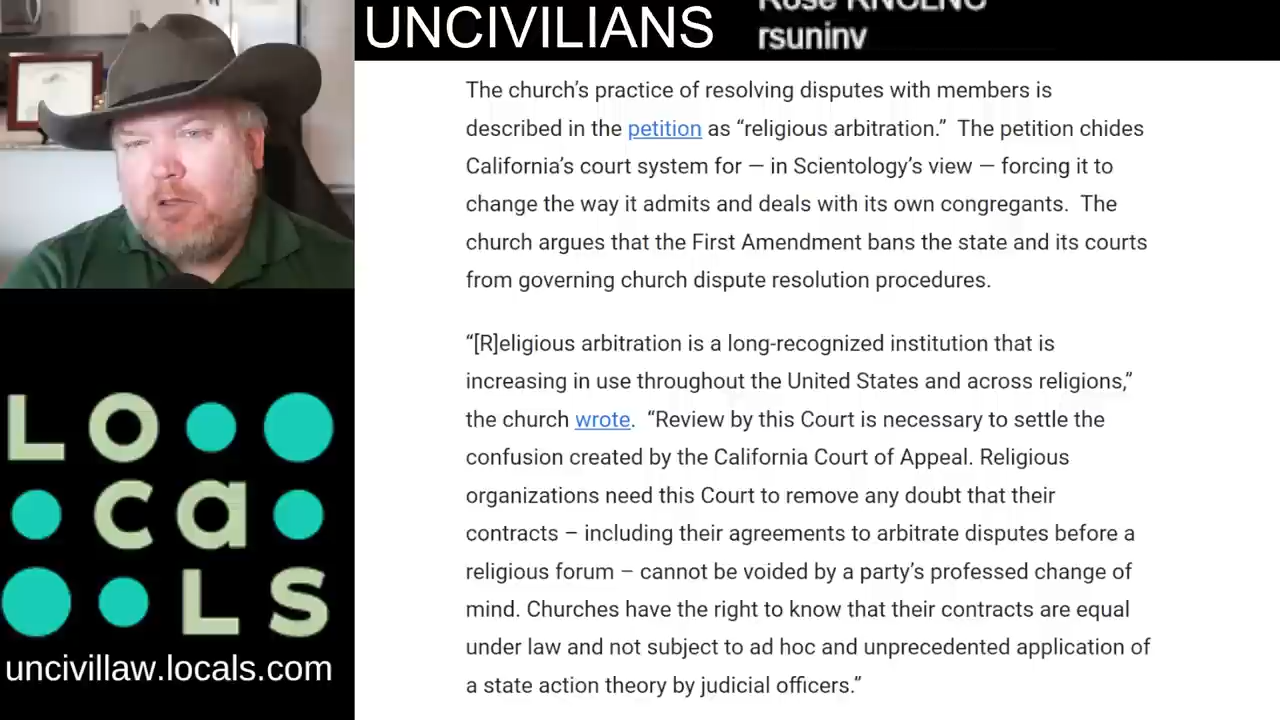 UNCIVILIANS
rsuninv
The church’s practice of resolving disputes with members is
described in the petition as “religious arbitration.”  The petition chides
California’s court system for — in Scientology’s view — forcing it to
change the way it admits and deals with its own congregants.  The
church argues that the First Amendment bans the state and its courts
from governing church dispute resolution procedures.
“[R]eligious arbitration is a long-recognized institution that is
increasing in use throughout the United States and across religions,”
the church wrote.  “Review by this Court is necessary to settle the
confusion created by the California Court of Appeal. Religious
organizations need this Court to remove any doubt that their
contracts – including their agreements to arbitrate disputes before a
religious forum – cannot be voided by a party’s professed change of
mind. Churches have the right to know that their contracts are equal
under law and not subject to ad hoc and unprecedented application of
a state action theory by judicial officers.”
LOcaLS
uncivillaw.locals.com